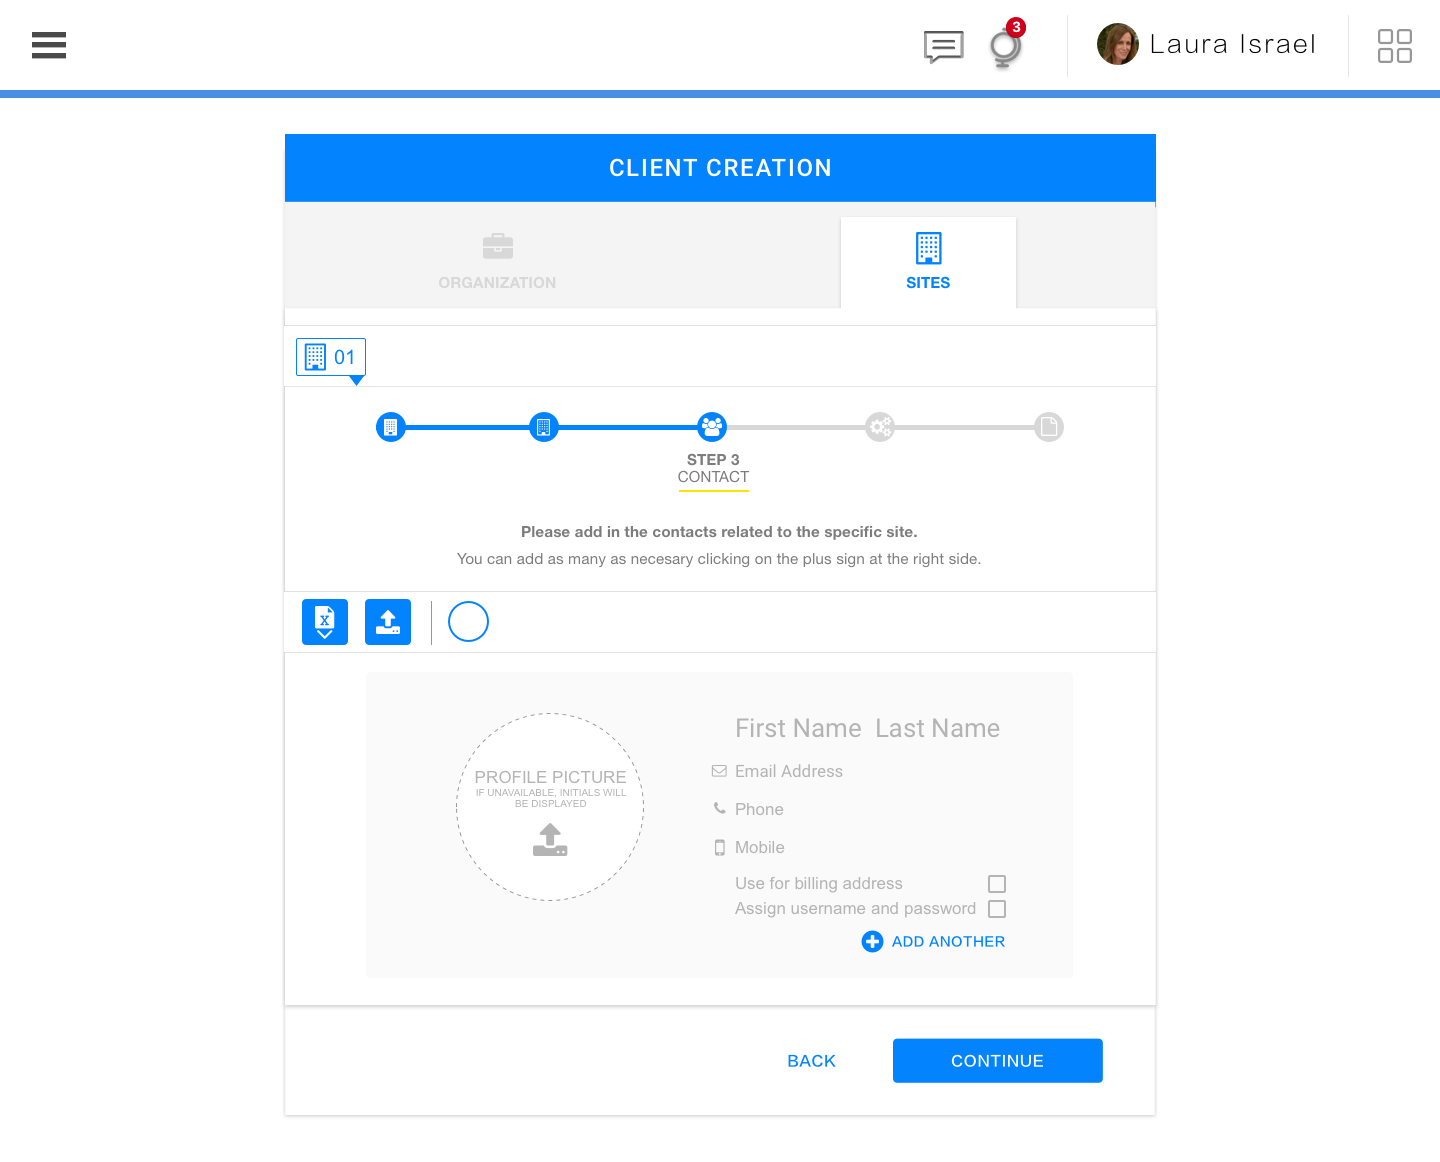 3
Laura Israel
CLIENT CREATION
ORGANIZATION
SITES
01
STEP 3
CONTACT
Please add in the contacts related to the specific site.
You can add as many as necesary clicking on the plus sign at the right side.
X
PROFILE PICTURE
IF UNAVAILABLE, INITIALS WILL
BE DISPLAYED
First Name Last Name
Email Address
Phone
Mobile
Use for billing address
Assign username and password
ADD ANOTHER
BACK
CONTINUE